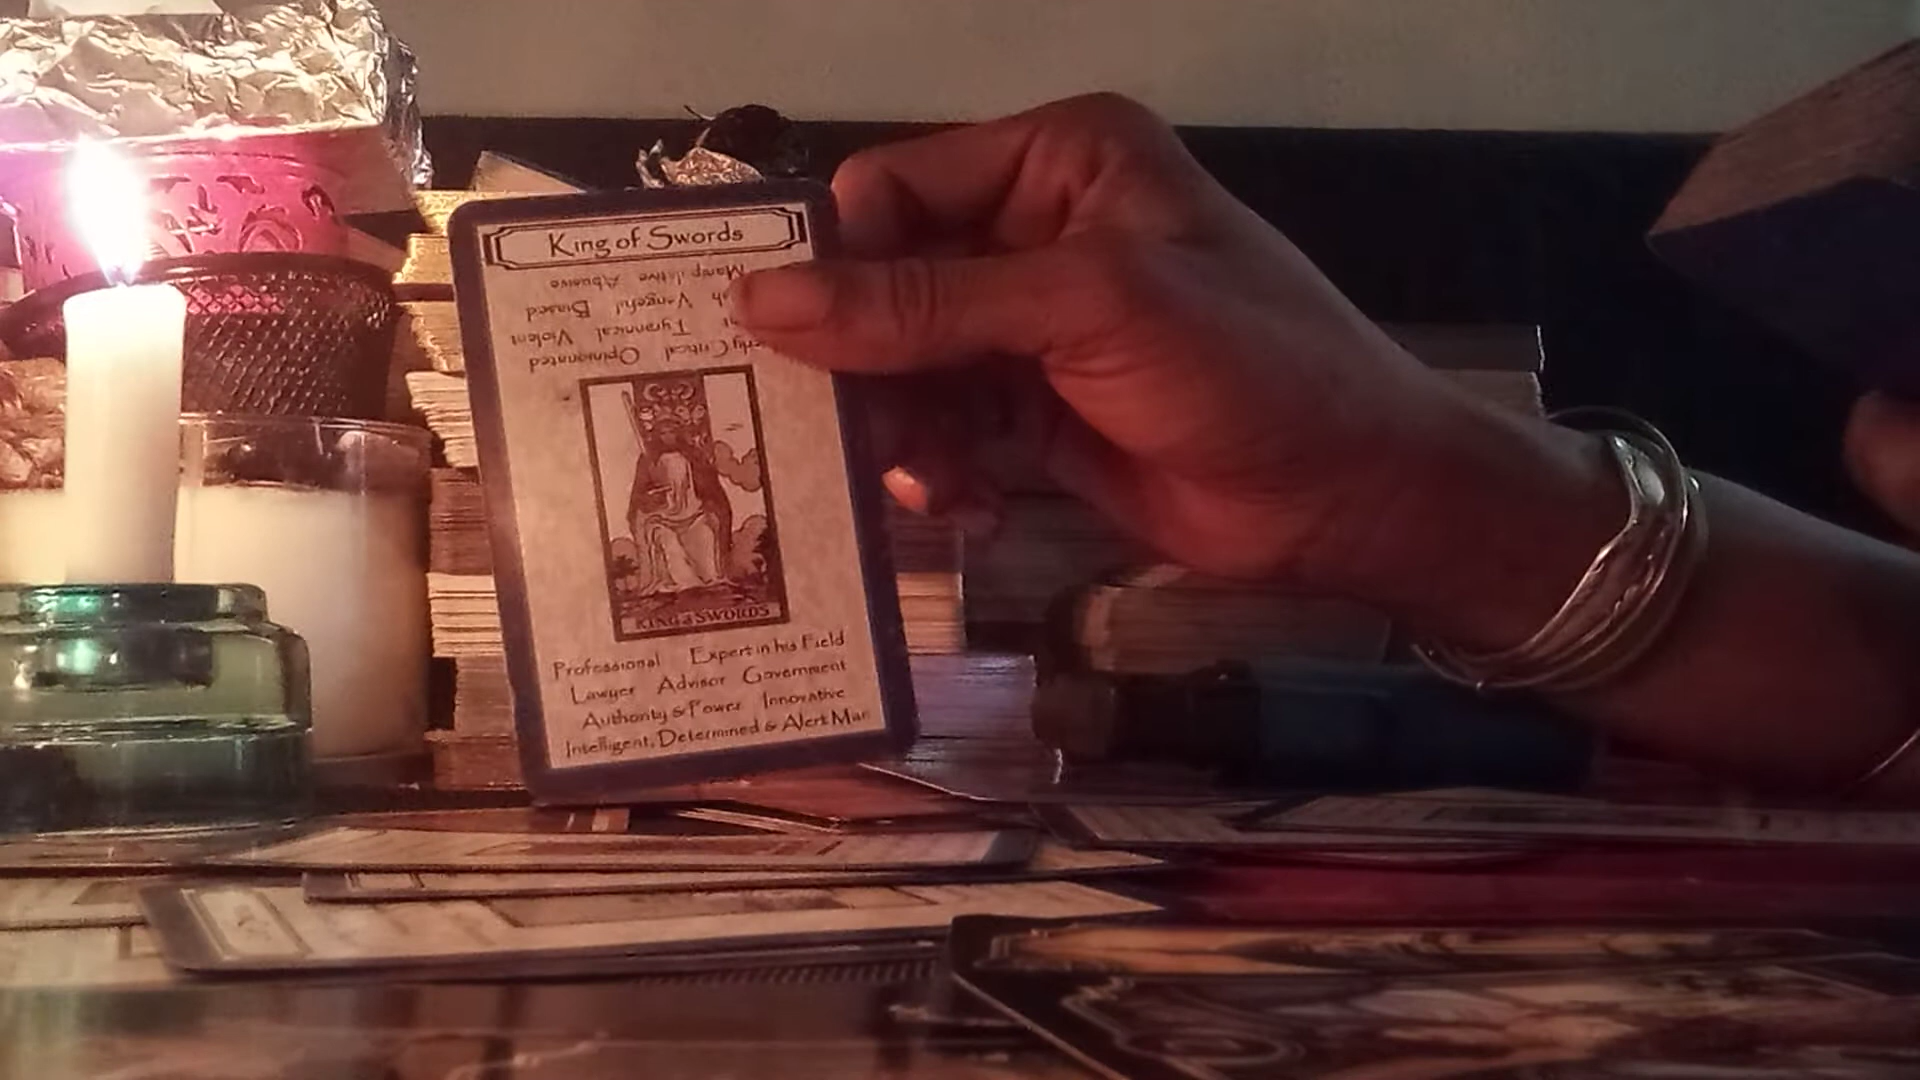 King of Swords
Manipulative Abusive
Vengeful Biased
Tyrannical Violent
Critical Opinionated
KING of SWORDS
Professional Expert in his Field
Lawyer Advisor Government
Authority & Power Innovative
Intelligent, Determined & Alert Man